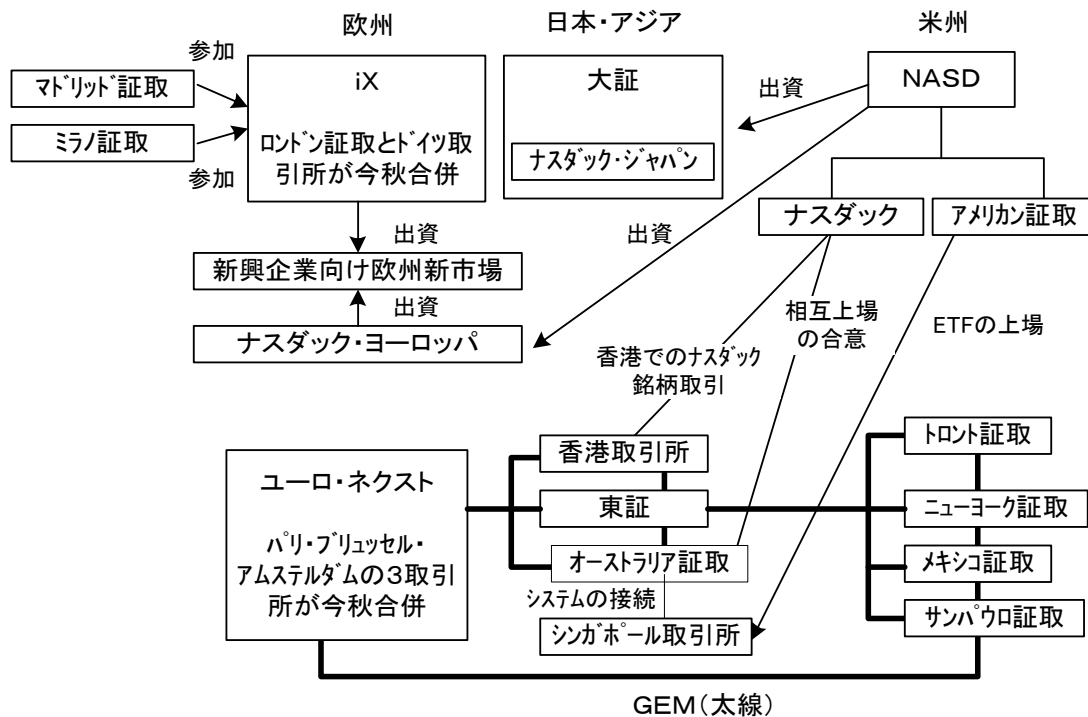 欧州
日本・アジア
米州
参加
マドリッド証取
ミラノ証取
参加
iX
ロンドン証取とドイツ取
引所が今秋合併
大証
ナスダック・ジャパン
出資
NASD
ナスダック
アメリカン証取
出資
出資
新興企業向け欧州新市場
出資
ナスダック・ヨーロッパ
相互上場
の合意
ETFの上場
香港でのナスダック
銘柄取引
ユーロ・ネクスト
パリ・ブリュッセル・
アムステルダムの3取引
所が今秋合併
香港取引所
東証
オーストラリア証取
システムの接続
シンガポール取引所
トロント証取
ニューヨーク証取
メキシコ証取
サンパウロ証取
GEM(太線)